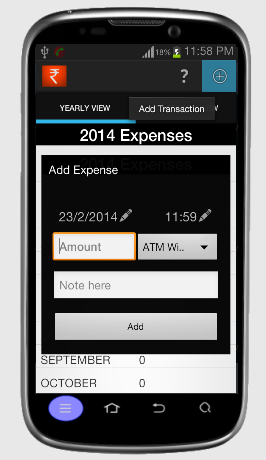 18% 11:58 PM
₹ ?
YEARLY VIEW Add Transaction W
2014 Expenses
Add Expense
23/2/2014 11:59
Amount ATM Wi..
Note here
Add
SEPTEMBER 0
OCTOBER 0